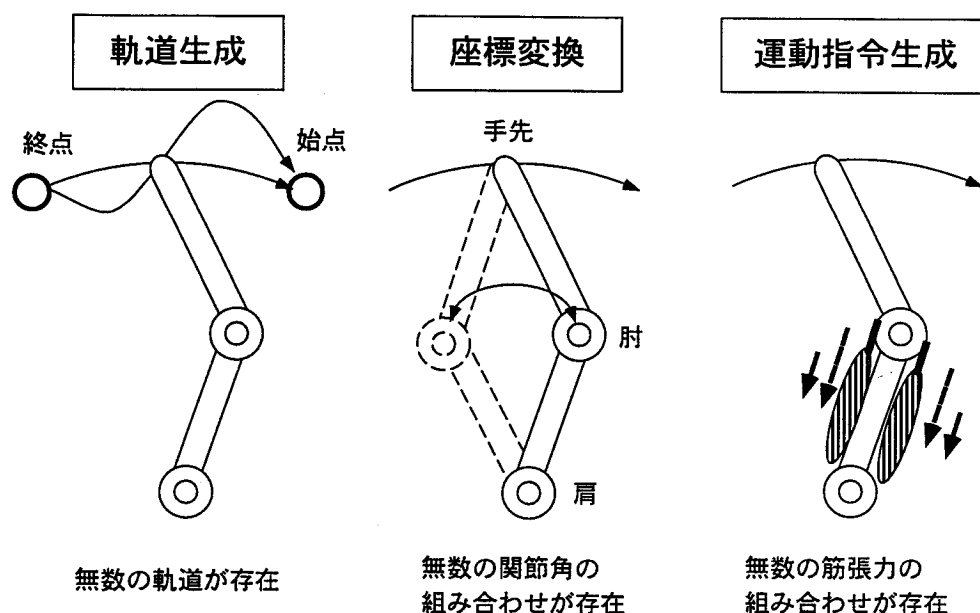 軌道生成
座標変換
運動指令生成
終点
始点
手先
肘
肩
無数の軌道が存在
無数の関節角の
組み合わせが存在
無数の筋張力の
組み合わせが存在